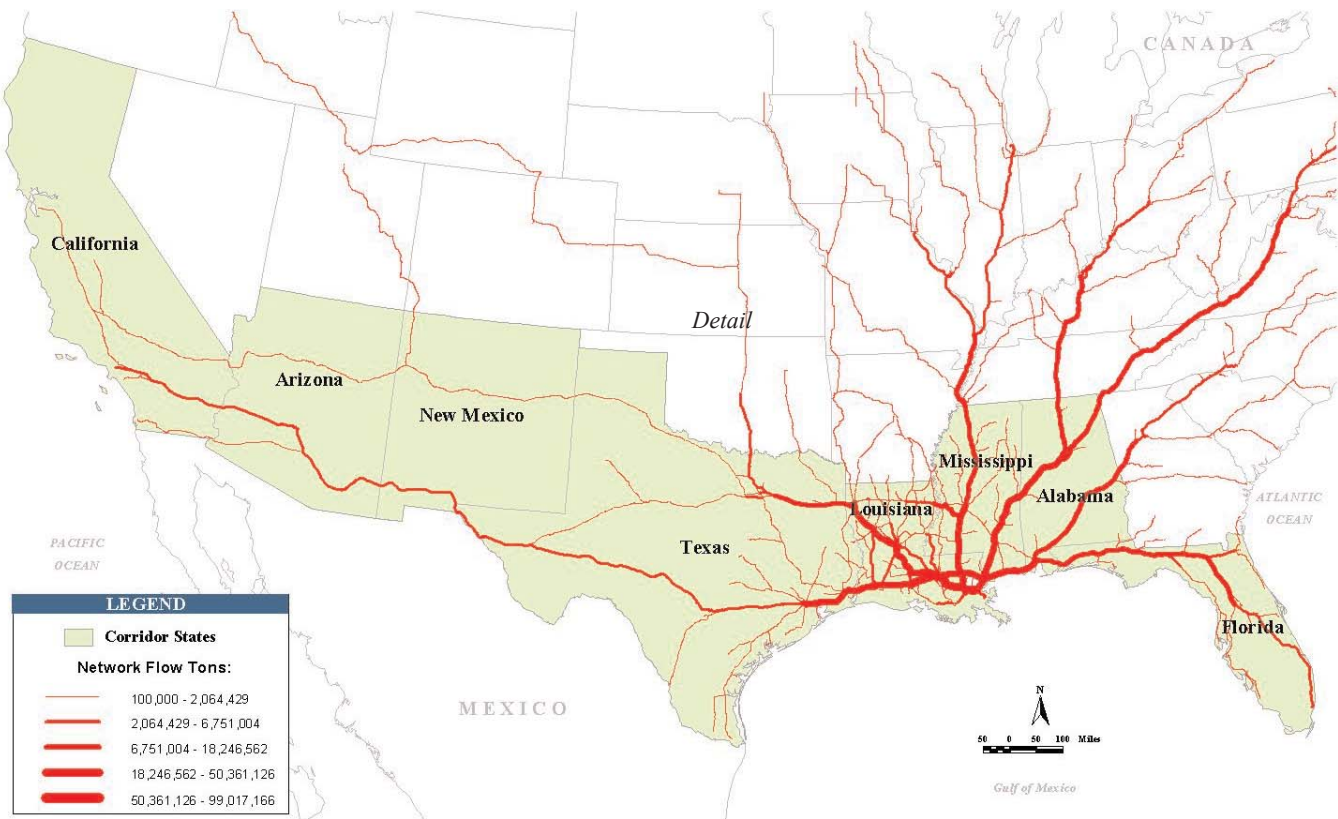 CANADA
California
Detail
Arizona
New Mexico
Mississippi
Alabama
Louisiana
ATLANTIC
OCEAN
Texas
PACIFIC
OCEAN
Florida
MEXICO
N
50 0 50 100 Miles
Gulf of Mexico
LEGEND
Corridor States
Network Flow Tons:
100,000 - 2,064,429
2,064,429 - 6,751,004
6,751,004 - 18,246,562
18,246,562 - 50,361,126
50,361,126 - 99,017,166